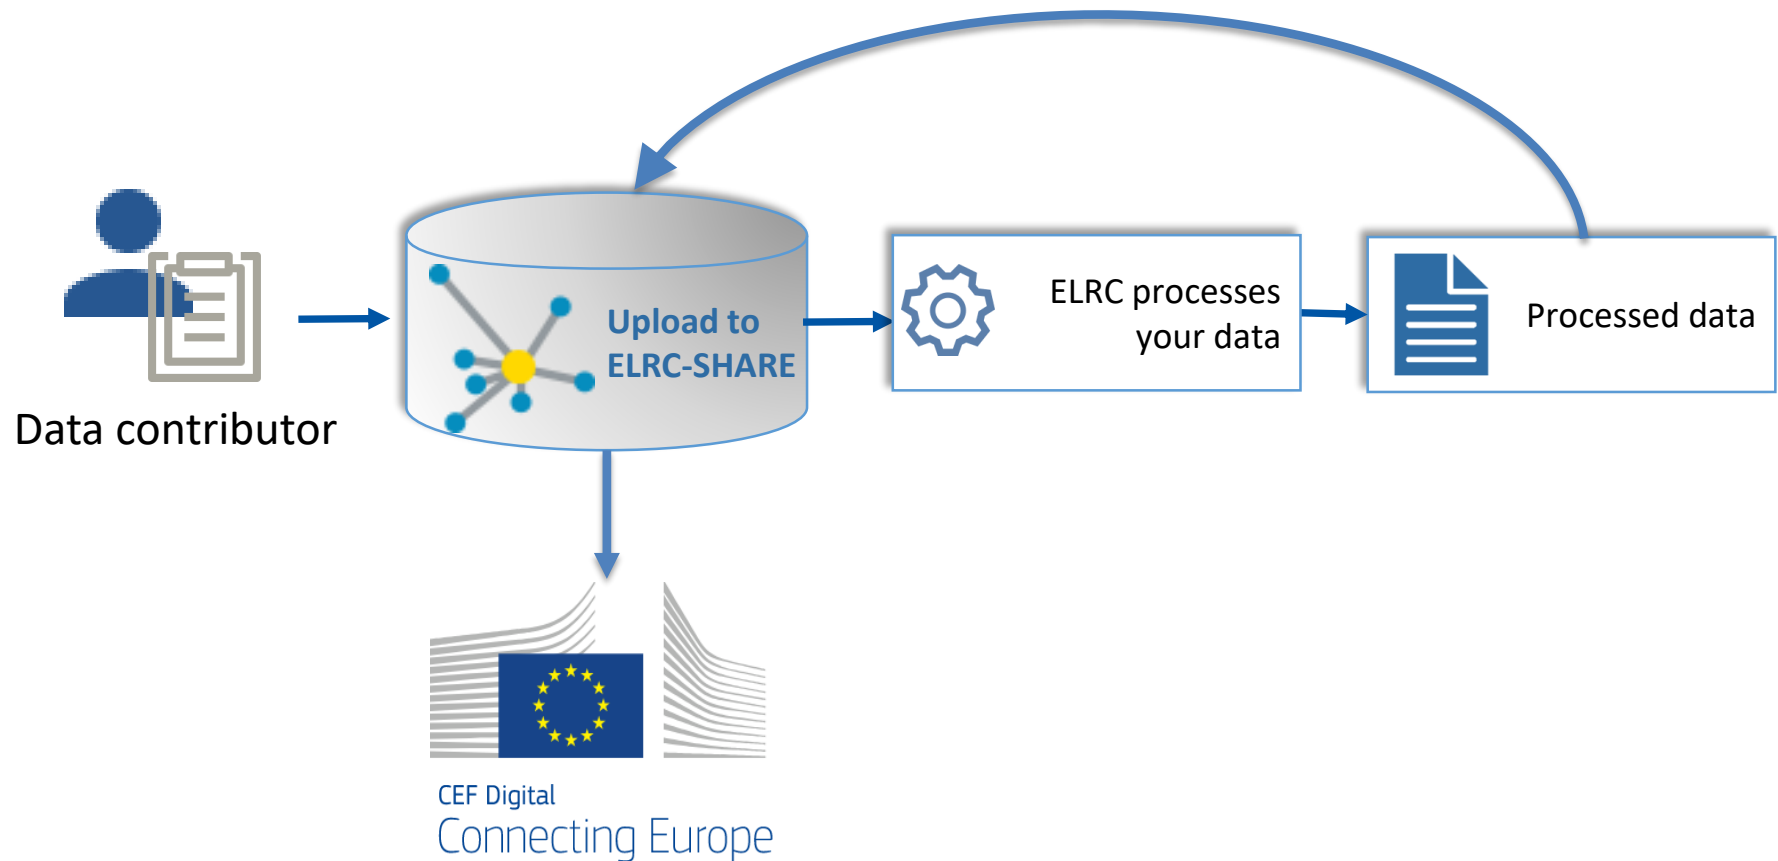 Data contributor
Upload to
ELRC-SHARE
ELRC processes
your data
Processed data
CEF Digital
Connecting Europe